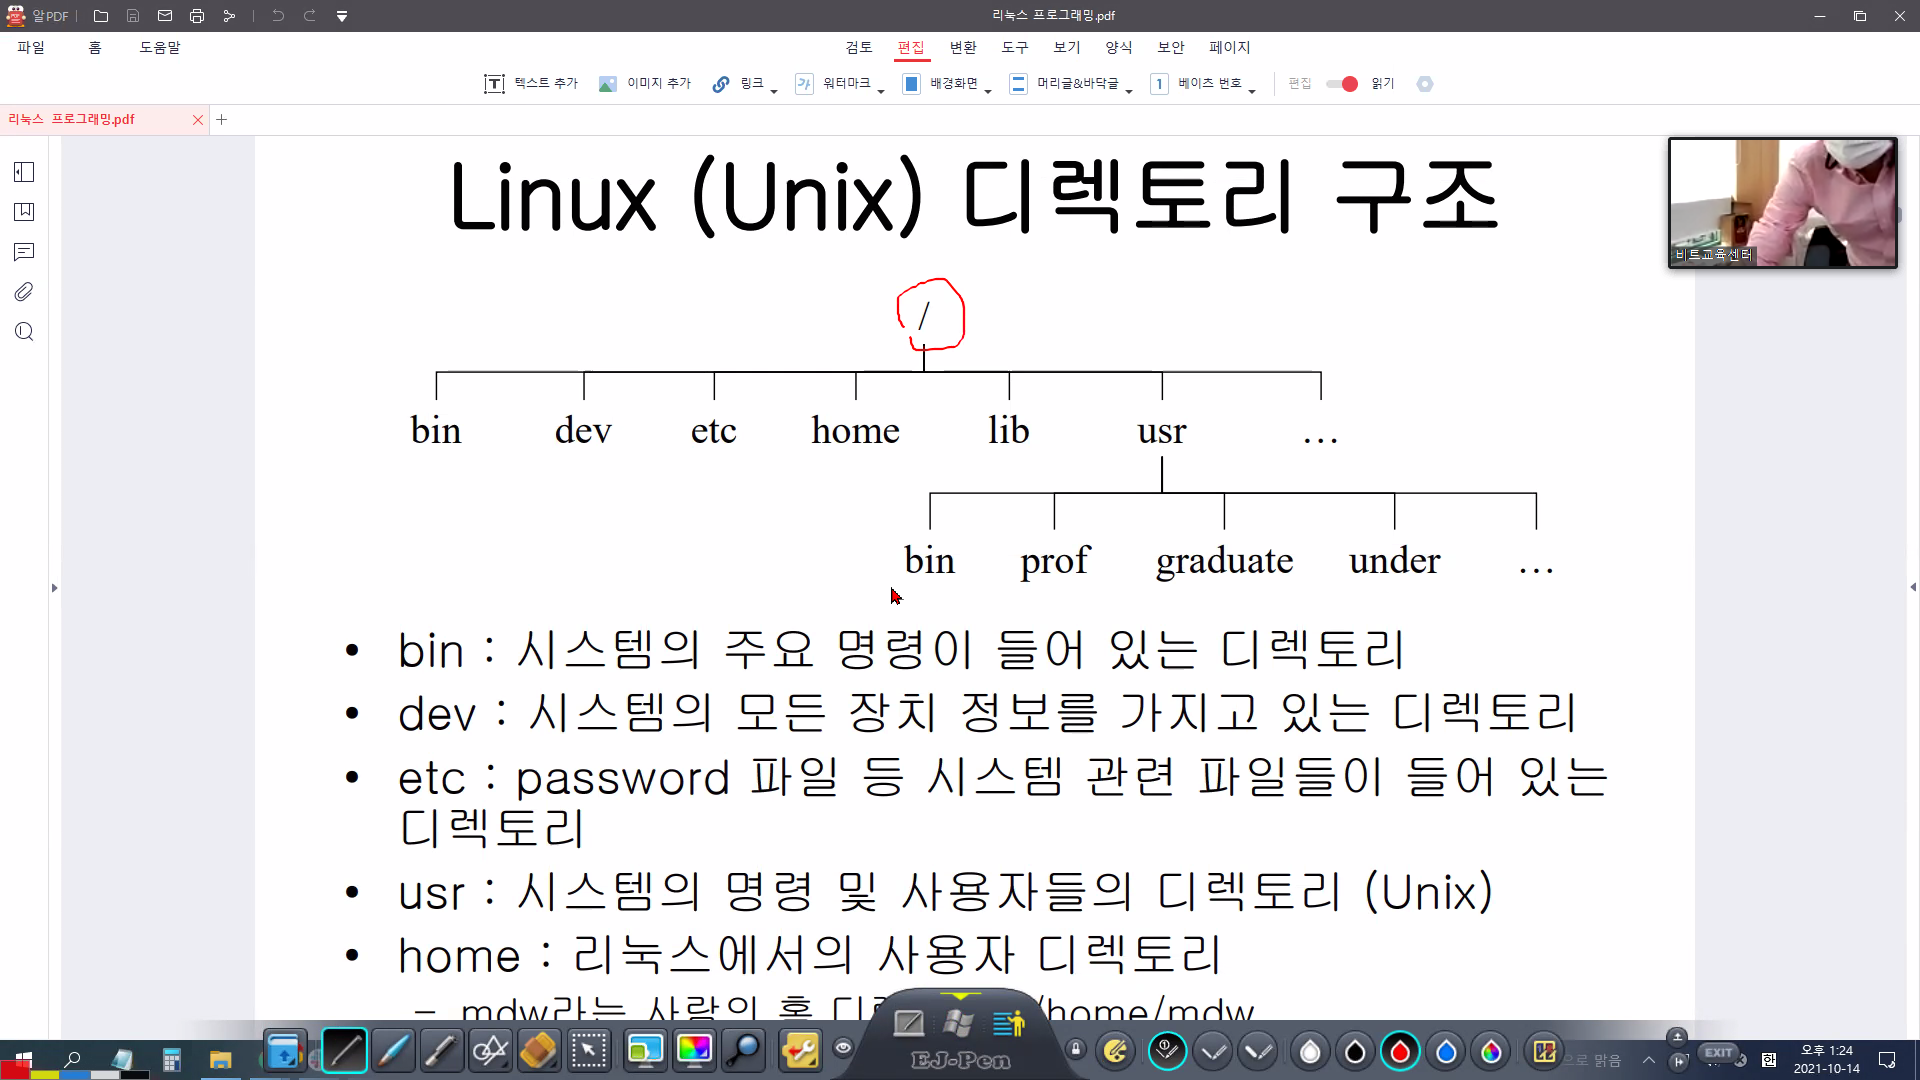 알PDF
리눅스 프로그래밍.pdf
파일 홈 도움말
검토 편집 변환 도구 보기 양식 보안 페이지
텍스트 추가 이미지 추가 링크 워터마크 배경화면 머리글&바닥글 베이츠 번호 편집 읽기
리눅스 프로그래밍.pdf
Linux (Unix) 디렉토리 구조
비트교육센터
/
bin dev etc home lib usr …
bin prof graduate under …
• bin : 시스템의 주요 명령이 들어 있는 디렉토리
• dev : 시스템의 모든 장치 정보를 가지고 있는 디렉토리
• etc : password 파일 등 시스템 관련 파일들이 들어 있는
디렉토리
• usr : 시스템의 명령 및 사용자들의 디렉토리 (Unix)
• home : 리눅스에서의 사용자 디렉토리
– mdw라는 사람의 홈 /home/mdw
EJ-Pen
EXIT
으로 맑음
한
오후 1:24
2021-10-14